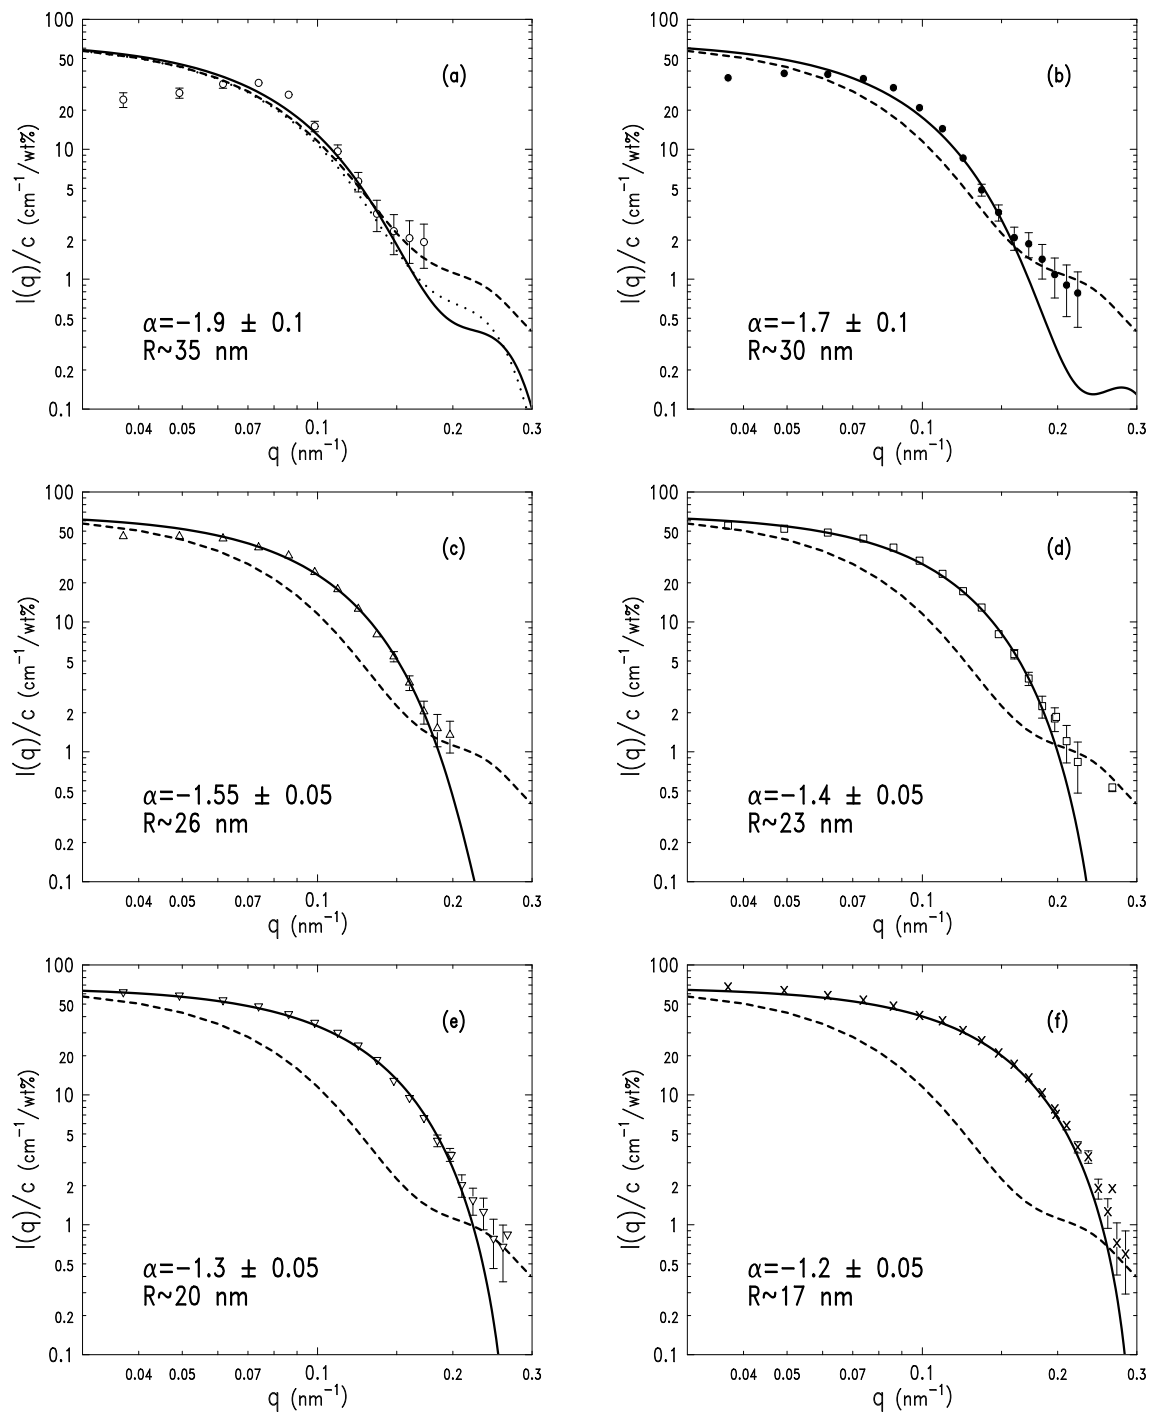 100
50
20
10
5
2
1
0.5
0.2
0.1
I(q)/c (cm⁻¹/wt%)
(a)
α=−1.9 ± 0.1
R~35 nm
0.04 0.05 0.07 0.1 0.2 0.3
q (nm⁻¹)
100
50
20
10
5
2
1
0.5
0.2
0.1
I(q)/c (cm⁻¹/wt%)
(b)
α=−1.7 ± 0.1
R~30 nm
0.04 0.05 0.07 0.1 0.2 0.3
q (nm⁻¹)
100
50
20
10
5
2
1
0.5
0.2
0.1
I(q)/c (cm⁻¹/wt%)
(c)
α=−1.55 ± 0.05
R~26 nm
0.04 0.05 0.07 0.1 0.2 0.3
q (nm⁻¹)
100
50
20
10
5
2
1
0.5
0.2
0.1
I(q)/c (cm⁻¹/wt%)
(d)
α=−1.4 ± 0.05
R~23 nm
0.04 0.05 0.07 0.1 0.2 0.3
q (nm⁻¹)
100
50
20
10
5
2
1
0.5
0.2
0.1
I(q)/c (cm⁻¹/wt%)
(e)
α=−1.3 ± 0.05
R~20 nm
0.04 0.05 0.07 0.1 0.2 0.3
q (nm⁻¹)
100
50
20
10
5
2
1
0.5
0.2
0.1
I(q)/c (cm⁻¹/wt%)
(f)
α=−1.2 ± 0.05
R~17 nm
0.04 0.05 0.07 0.1 0.2 0.3
q (nm⁻¹)